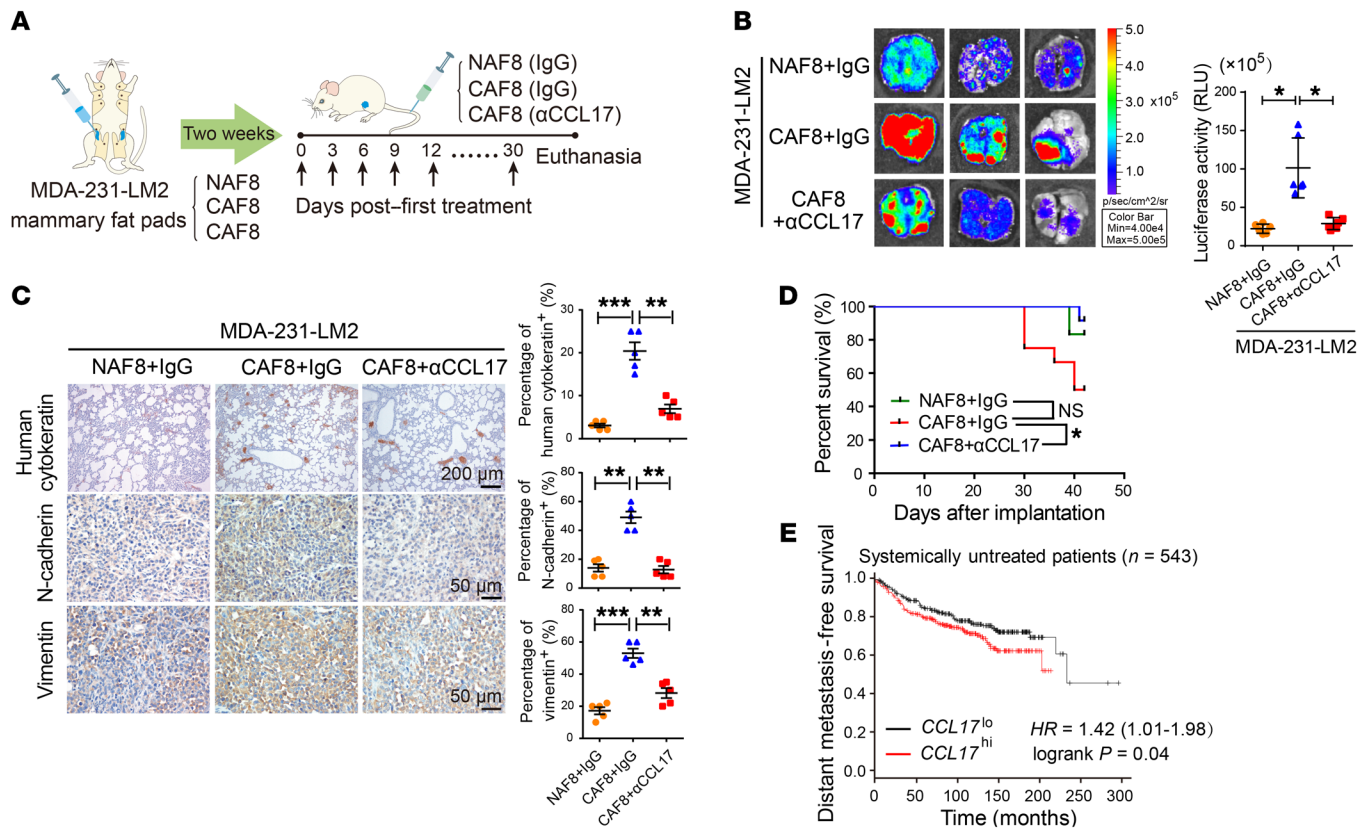 A
NAF8 (IgG)
CAF8 (IgG)
CAF8 (αCCL17)
Two weeks
0 3 6 9 12 ...... 30 Euthanasia
MDA-231-LM2
mammary fat pads
NAF8
CAF8
CAF8
Days post–first treatment
B
MDA-231-LM2
NAF8+IgG
CAF8+IgG
CAF8
+αCCL17
5.0
3.0 x10⁵
1.0
p/sec/cm^2/sr
Color Bar
Min=4.00e4
Max=5.00e5
Luciferase activity (RLU)
(×10⁵)
* *
200
150
100
50
0
NAF8+IgG
CAF8+IgG
CAF8+αCCL17
MDA-231-LM2
C
MDA-231-LM2
NAF8+IgG CAF8+IgG CAF8+αCCL17
Human
cytokeratin
200 µm
N-cadherin
50 µm
Vimentin
50 µm
Percentage of
human cytokeratin⁺ (%)
*** **
30
20
10
0
Percentage of
N-cadherin⁺ (%)
** **
80
60
40
20
0
Percentage of
vimentin⁺ (%)
*** **
80
60
40
20
0
NAF8+IgG
CAF8+IgG
CAF8+αCCL17
D
Percent survival (%)
100
80
60
40
20
0
NAF8+IgG
CAF8+IgG
CAF8+αCCL17
NS
*
0 10 20 30 40 50
Days after implantation
E
Systemically untreated patients (n = 543)
Distant metastasis-free survival
1.0
0.8
0.6
0.4
0.2
0.0
CCL17ˡᵒ HR = 1.42 (1.01-1.98)
CCL17ʰⁱ logrank P = 0.04
0 50 100 150 200 250 300
Time (months)